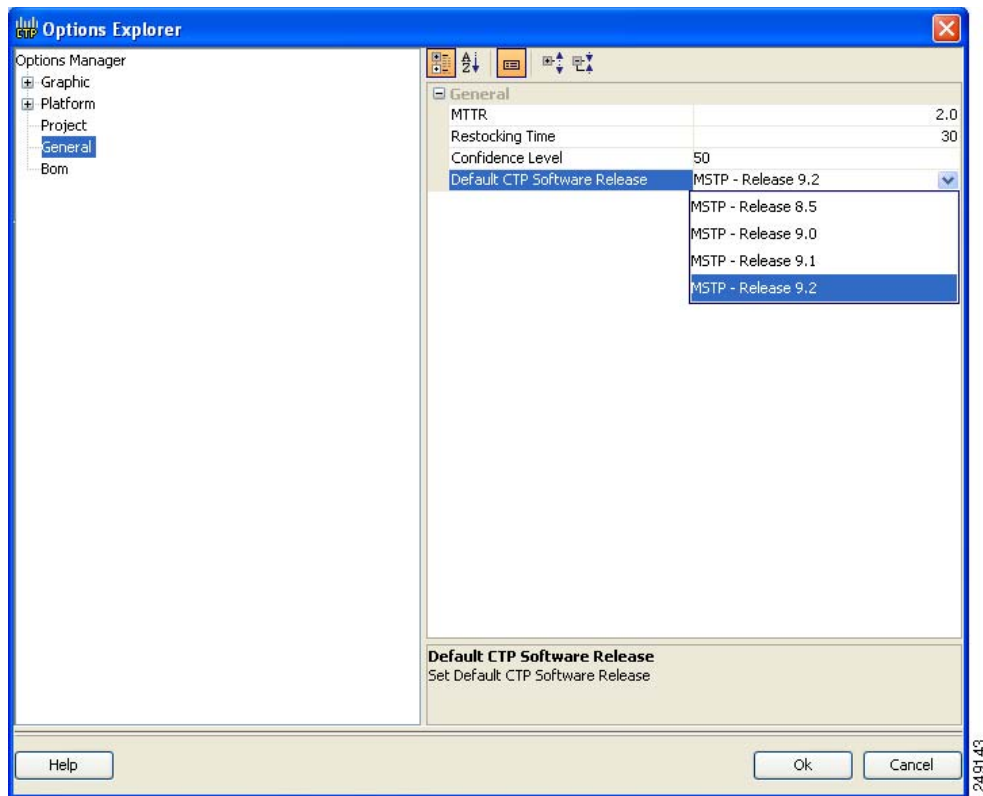 CTP Options Explorer
Options Manager
Graphic
Platform
Project
General
Bom
General
MTTR 2.0
Restocking Time 30
Confidence Level 50
Default CTP Software Release MSTP - Release 9.2
MSTP - Release 8.5
MSTP - Release 9.0
MSTP - Release 9.1
MSTP - Release 9.2
Default CTP Software Release
Set Default CTP Software Release
Help Ok Cancel
249143